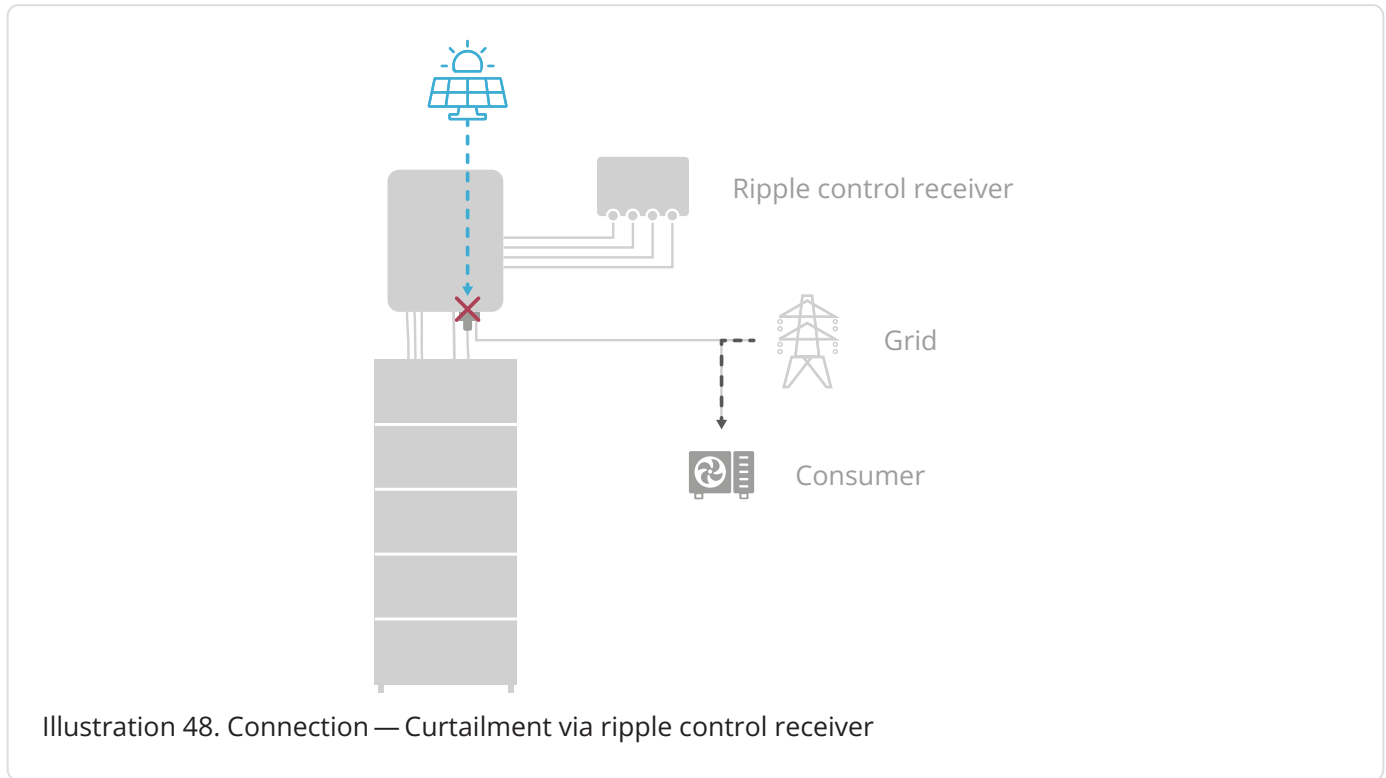 Ripple control receiver
Grid
Consumer
Illustration 48. Connection — Curtailment via ripple control receiver